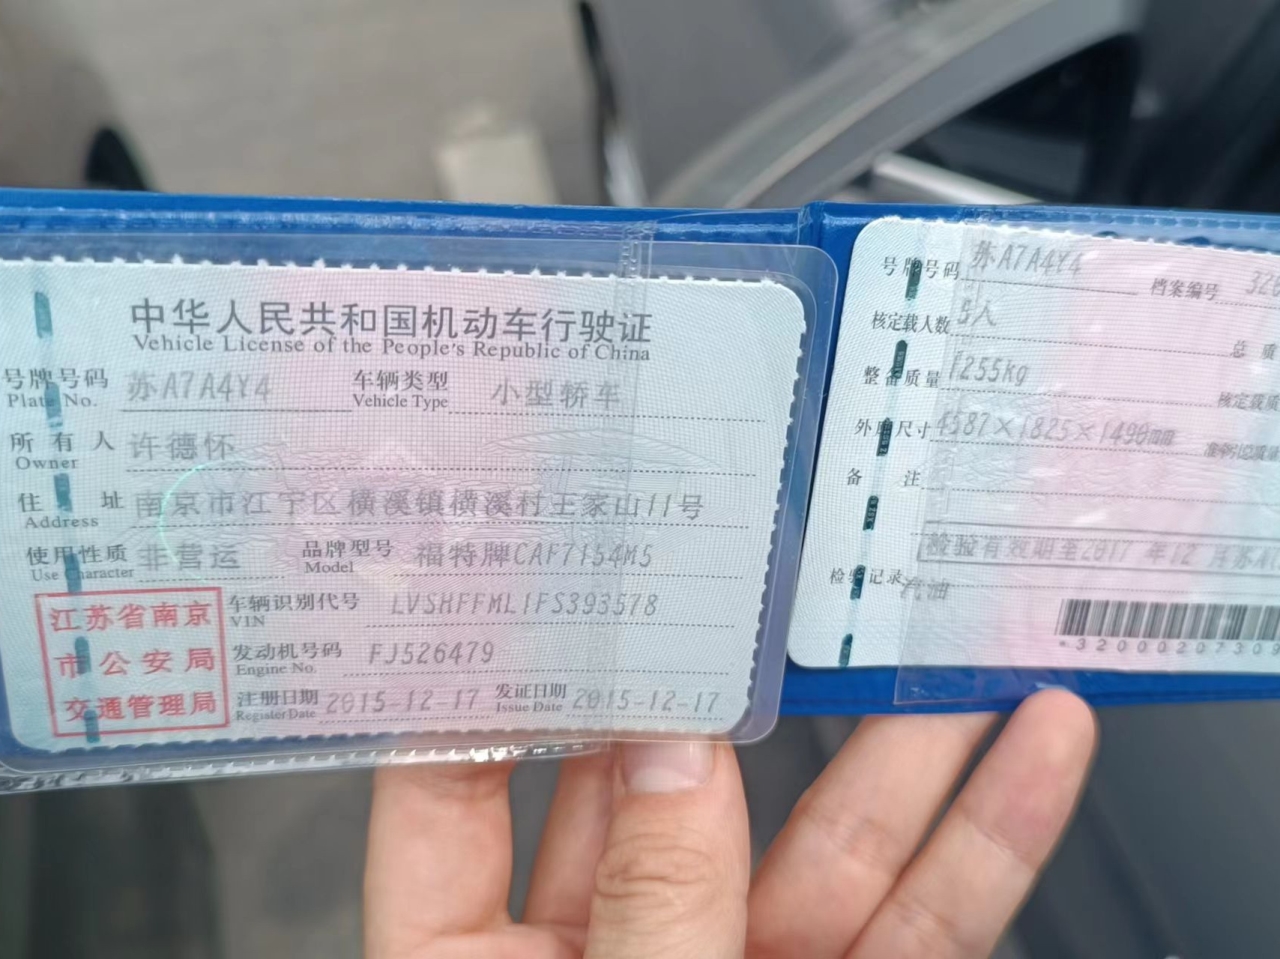 中华人民共和国机动车行驶证
Vehicle License of the People's Republic of China
号牌号码 苏A7A4Y4 车辆类型 小型轿车
Plate No. Vehicle Type
所有人 许德怀
Owner
住址 南京市江宁区横溪镇横溪村王家山11号
Address
使用性质 非营运 品牌型号 福特牌CAF7154M5
Use Character Model
江苏省南京
市公安局
交通管理局
车辆识别代号 LVSHFFML1FS393578
VIN
发动机号码 FJ526479
Engine No.
注册日期 2015-12-17 发证日期 2015-12-17
Register Date Issue Date
号牌号码 苏A7A4Y4 档案编号 320
核定载人数 5人 总质
整备质量 1255kg 核定载质
外廓尺寸 4587×1825×1490mm 准牵引总质量
备注
检验有效期至2017年12月苏A
检验记录 汽油
*32000207309